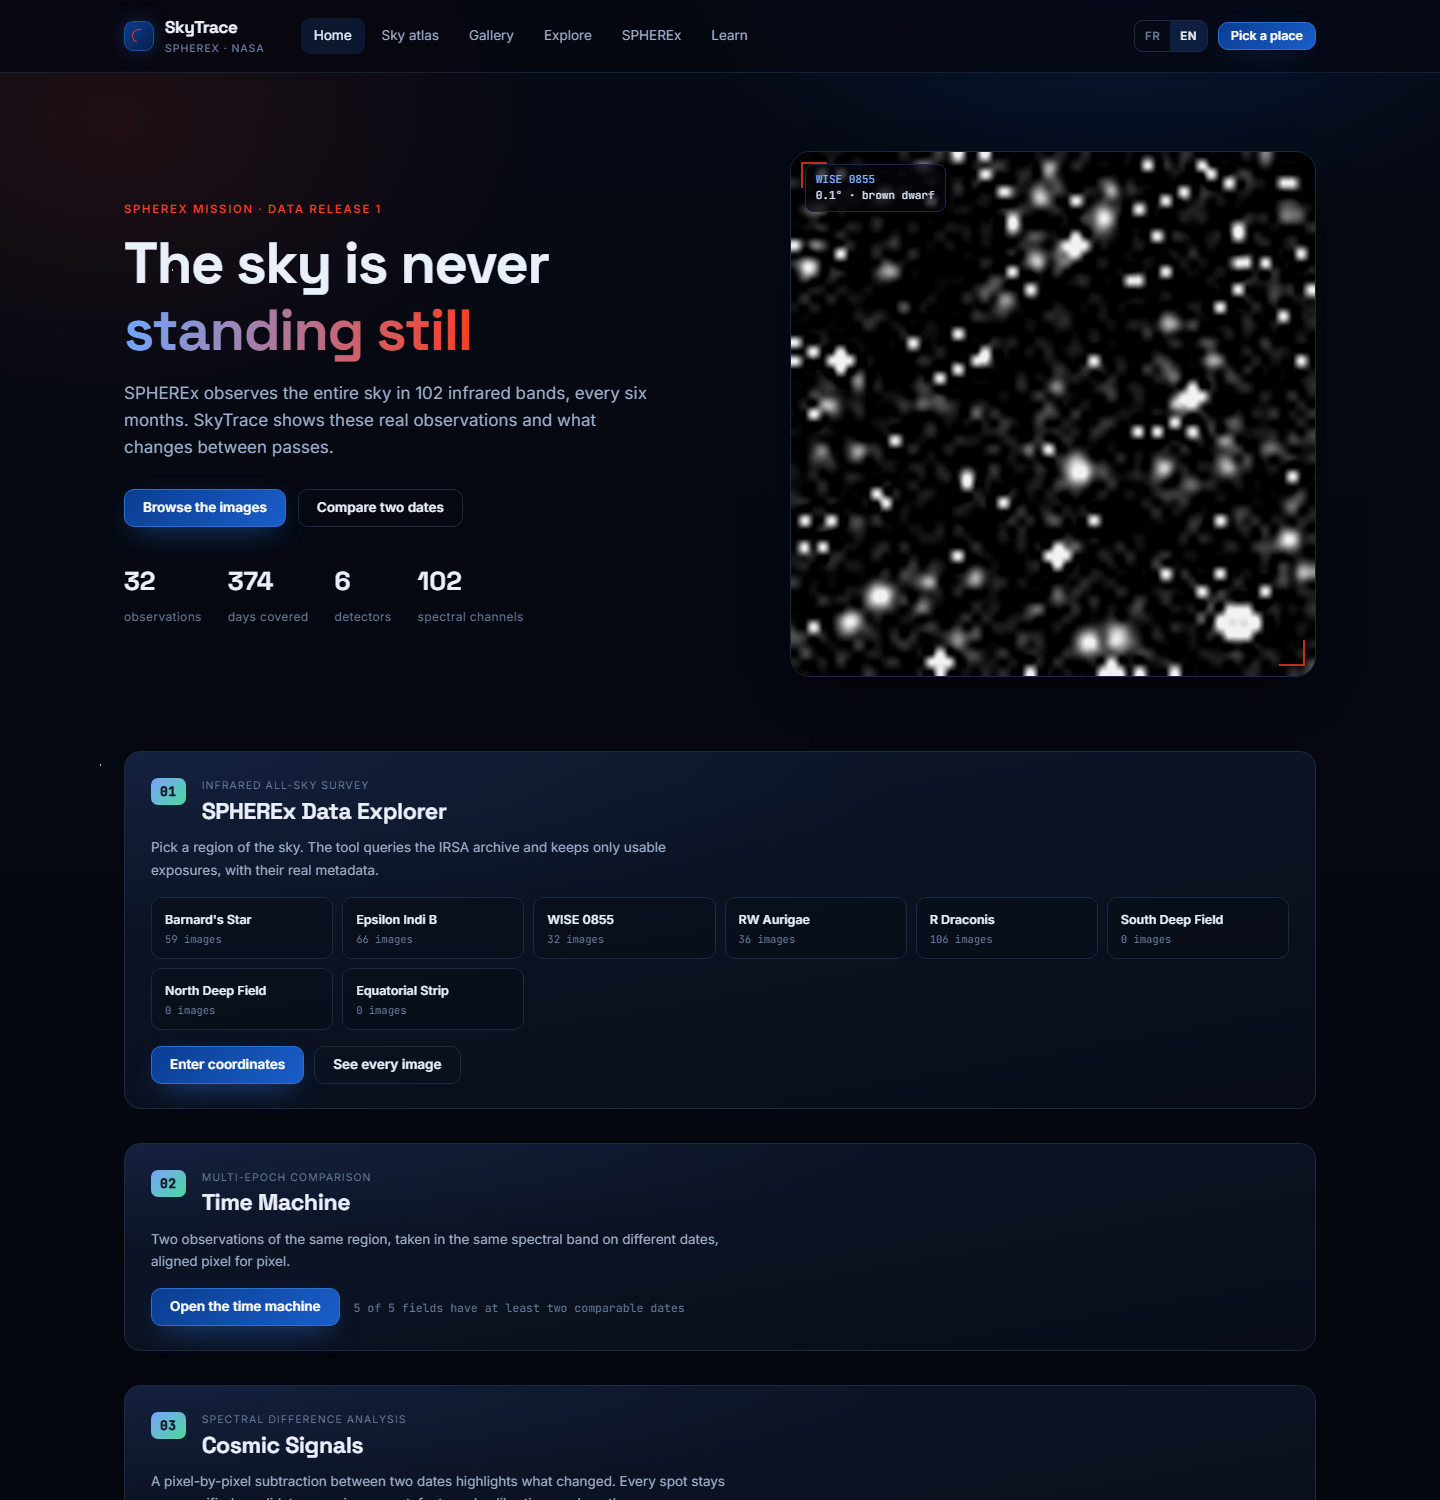 SkyTrace
SPHEREX · NASA
Home
Sky atlas
Gallery
Explore
SPHEREx
Learn
FR
EN
Pick a place
SPHEREX MISSION · DATA RELEASE 1
The sky is never
standing still
SPHEREx observes the entire sky in 102 infrared bands, every six
months. SkyTrace shows these real observations and what
changes between passes.
Browse the images
Compare two dates
32
observations
374
days covered
6
detectors
102
spectral channels
WISE 0855
0.1° · brown dwarf
01
INFRARED ALL-SKY SURVEY
SPHEREx Data Explorer
Pick a region of the sky. The tool queries the IRSA archive and keeps only usable
exposures, with their real metadata.
Barnard's Star
59 images
Epsilon Indi B
66 images
WISE 0855
32 images
RW Aurigae
36 images
R Draconis
106 images
South Deep Field
0 images
North Deep Field
0 images
Equatorial Strip
0 images
Enter coordinates
See every image
02
MULTI-EPOCH COMPARISON
Time Machine
Two observations of the same region, taken in the same spectral band on different dates,
aligned pixel for pixel.
Open the time machine
5 of 5 fields have at least two comparable dates
03
SPECTRAL DIFFERENCE ANALYSIS
Cosmic Signals
A pixel-by-pixel subtraction between two dates highlights what changed. Every spot stays